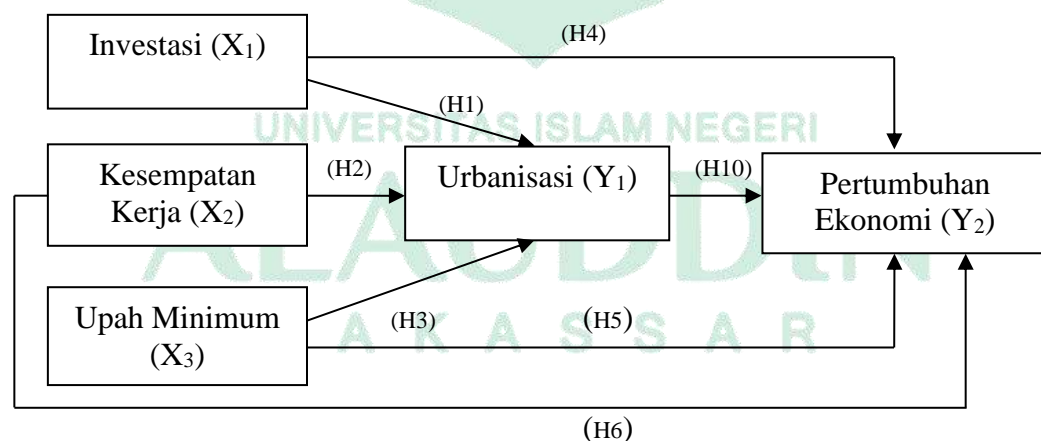 Investasi (X₁)
(H4)
(H1)
UNIVERSITAS ISLAM NEGERI
Kesempatan
Kerja (X₂)
(H2)
Urbanisasi (Y₁)
(H10)
Pertumbuhan
Ekonomi (Y₂)
ALAUDDIN
Upah Minimum
(X₃)
(H3)
(H5)
M A K A S S A R
(H6)